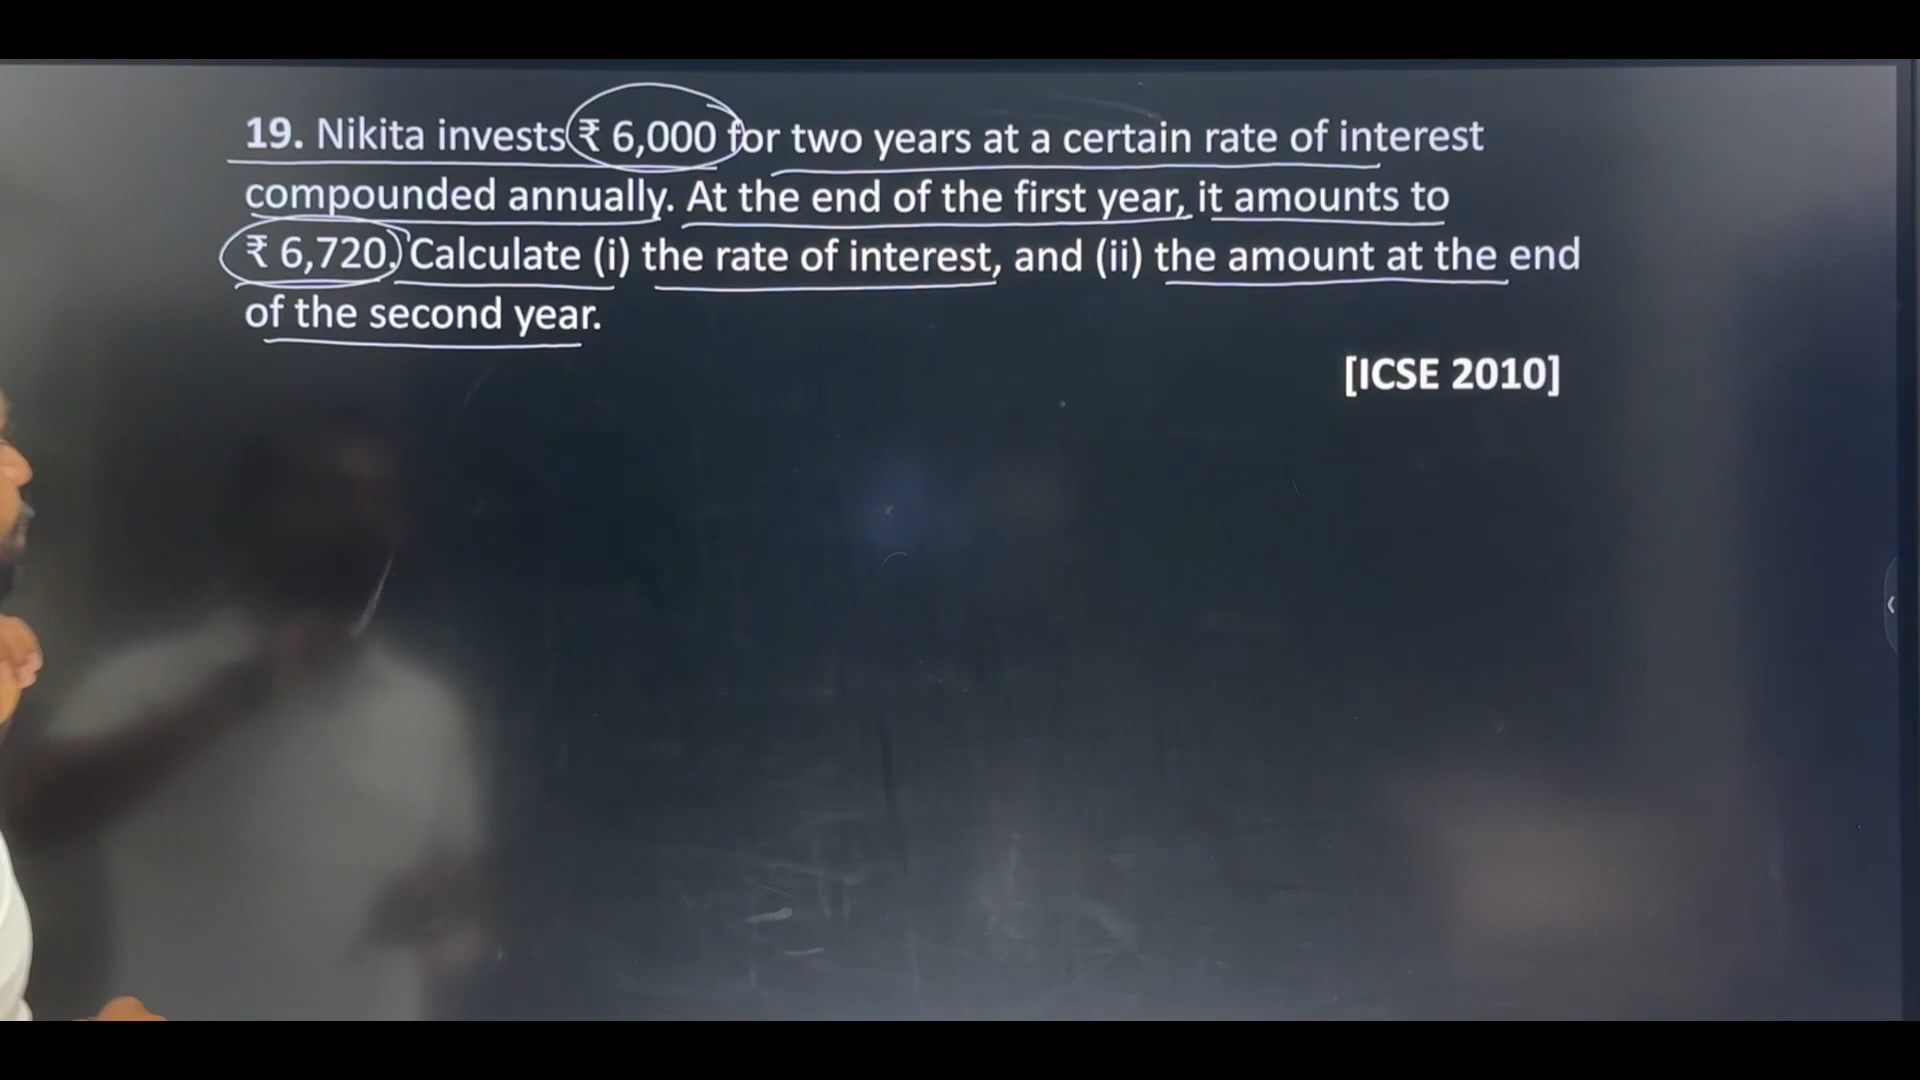 19. Nikita invests ₹ 6,000 for two years at a certain rate of interest
compounded annually. At the end of the first year, it amounts to
₹ 6,720. Calculate (i) the rate of interest, and (ii) the amount at the end
of the second year.
[ICSE 2010]